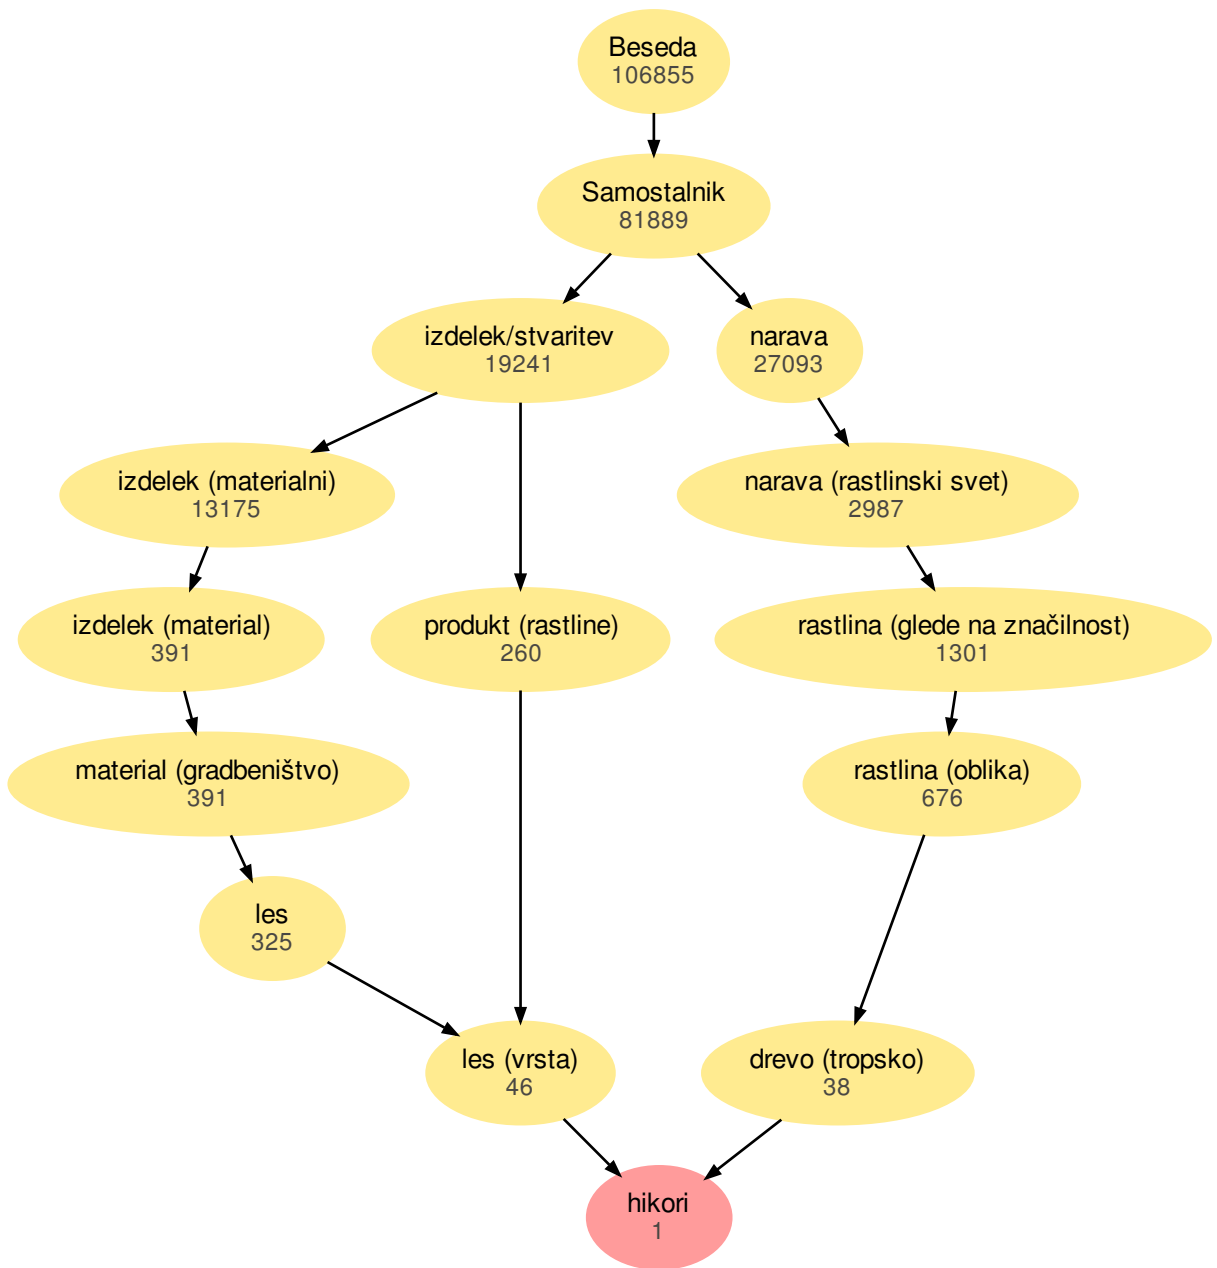 Beseda
106855
Samostalnik
81889
izdelek/stvaritev
19241
narava
27093
izdelek (materialni)
13175
narava (rastlinski svet)
2987
izdelek (material)
391
produkt (rastline)
260
rastlina (glede na značilnost)
1301
material (gradbeništvo)
391
rastlina (oblika)
676
les
325
les (vrsta)
46
drevo (tropsko)
38
hikori
1